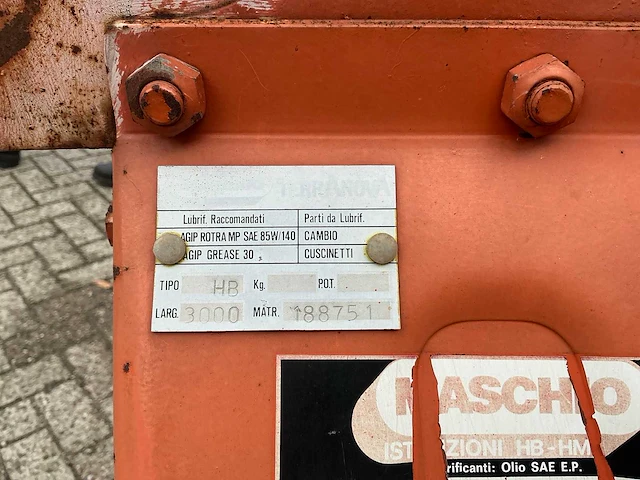 TERRANOVA
Lubrif. Raccomandati Parti da Lubrif.
AGIP ROTRA MP SAE 85W/140 CAMBIO
AGIP GREASE 30 CUSCINETTI
TIPO HB Kg. POT.
LARG. 3000 MATR. 188751
MASCHIO
ISTRUZIONI HB-HM
rificanti: Olio SAE E.P.